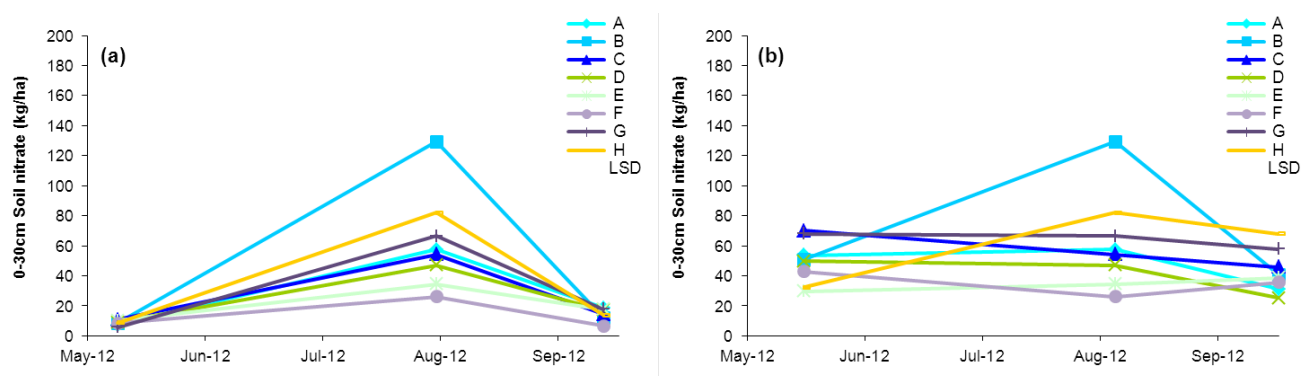 (a)
0-30cm Soil nitrate (kg/ha)
200
180
160
140
120
100
80
60
40
20
0
May-12 Jun-12 Jul-12 Aug-12 Sep-12
A
B
C
D
E
F
G
H
LSD
(b)
0-30cm Soil nitrate (kg/ha)
200
180
160
140
120
100
80
60
40
20
0
May-12 Jun-12 Jul-12 Aug-12 Sep-12
A
B
C
D
E
F
G
H
LSD